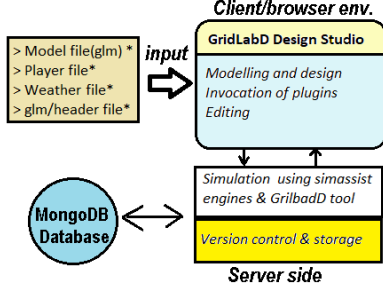 Client/browser env.
> Model file(glm) *
> Player file*
> Weather file*
> glm/header file*
input
GridLabD Design Studio
Modelling and design
Invocation of plugins
Editing
Simulation using simassist
engines & GrilbadD tool
MongoDB
Database
Version control & storage
Server side